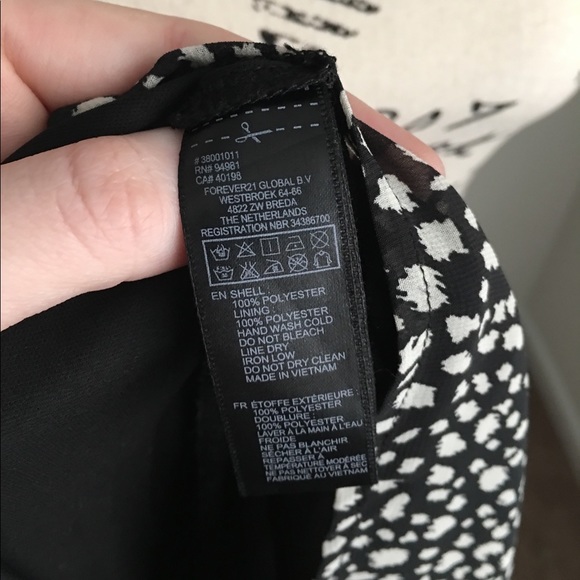 # 38001011
RN# 94981
CA# 40198
FOREVER21 GLOBAL B.V
WESTBROEK 64-66
4822 ZW BREDA
THE NETHERLANDS
REGISTRATION NBR 34386700
EN SHELL :
100% POLYESTER
LINING :
100% POLYESTER
HAND WASH COLD
DO NOT BLEACH
LINE DRY
IRON LOW
DO NOT DRY CLEAN
MADE IN VIETNAM
FR ÉTOFFE EXTÉRIEURE :
100% POLYESTER
DOUBLURE :
100% POLYESTER
LAVER À LA MAIN À L'EAU
FROIDE
NE PAS BLANCHIR
SÉCHER À L'AIR
REPASSER À
TEMPÉRATURE MODÉRÉE
NE PAS NETTOYER À SEC
FABRIQUÉ AU VIETNAM